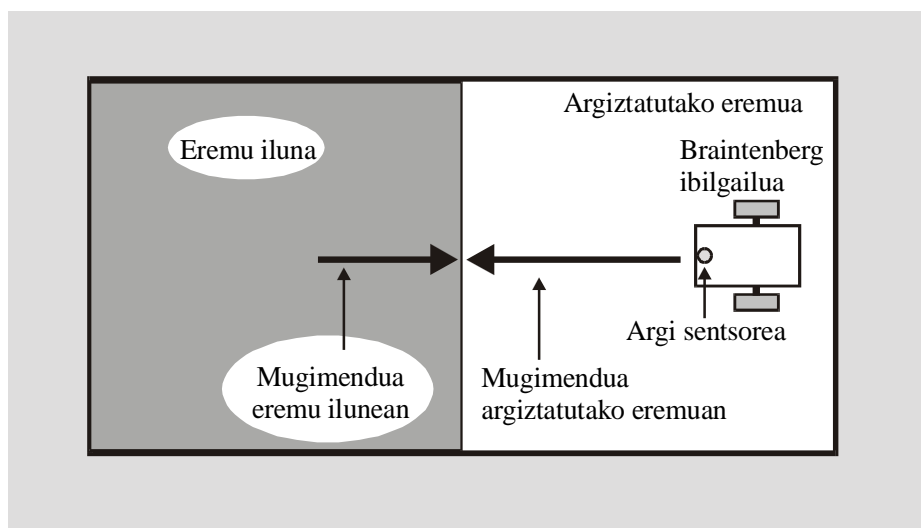 Argiztatutako eremua
Eremu iluna
Braintenberg
ibilgailua
Argi sentsorea
Mugimendua
eremu ilunean
Mugimendua
argiztatutako eremuan